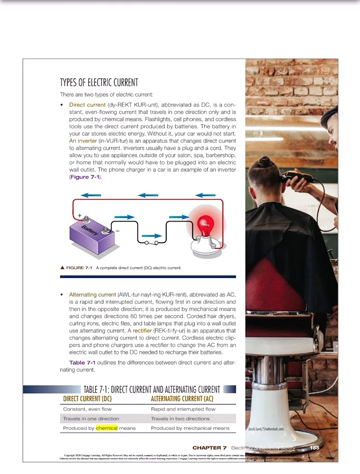 TYPES OF ELECTRIC CURRENT
There are two types of electric current:
• Direct current (dy-REKT KUR-unt), abbreviated as DC, is a con-
stant, even-flowing current that travels in one direction only and is
produced by chemical means. Flashlights, cell phones, and cordless
tools use the direct current produced by batteries. The battery in
your car stores electric energy. Without it, your car would not start.
An inverter (in-VUR-tur) is an apparatus that changes direct current
to alternating current. Inverters usually have a plug and a cord. They
allow you to use appliances outside of your salon, spa, barbershop,
or home that normally would have to be plugged into an electric
wall outlet. The phone charger in a car is an example of an inverter
(Figure 7-1).
+
Battery
−
▲ FIGURE 7-1 A complete direct current (DC) electric current.
• Alternating current (AWL-tur-nayt-ing KUR-rent), abbreviated as AC,
is a rapid and interrupted current, flowing first in one direction and
then in the opposite direction; it is produced by mechanical means
and changes directions 60 times per second. Corded hair dryers,
curling irons, electric files, and table lamps that plug into a wall outlet
use alternating current. A rectifier (REK-ti-fy-ur) is an apparatus that
changes alternating current to direct current. Cordless electric clip-
pers and phone chargers use a rectifier to change the AC from an
electric wall outlet to the DC needed to recharge their batteries.
Table 7-1 outlines the differences between direct current and alter-
nating current.
TABLE 7-1: DIRECT CURRENT AND ALTERNATING CURRENT
DIRECT CURRENT (DC) ALTERNATING CURRENT (AC)
Constant, even flow Rapid and interrupted flow
Travels in one direction Travels in two directions
Produced by chemical means Produced by mechanical means
CHAPTER 7 185